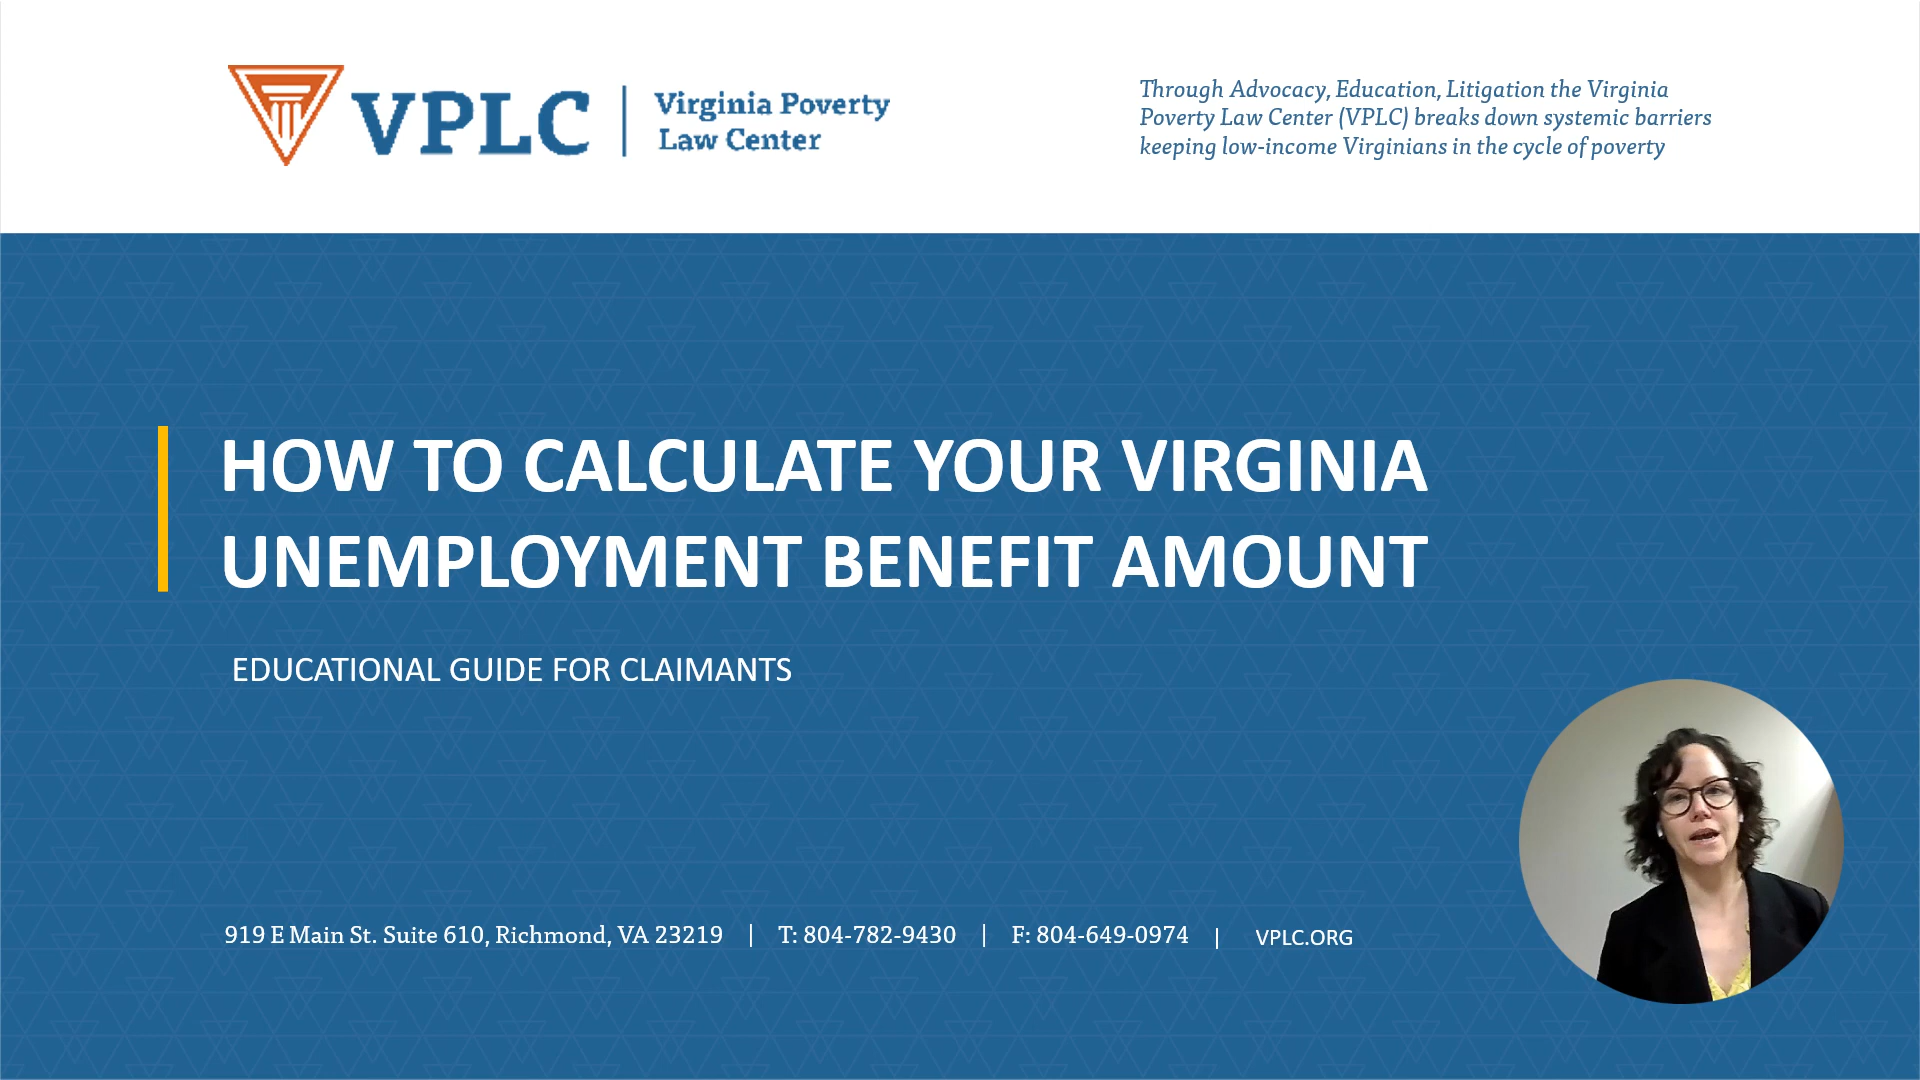 VPLC
Virginia Poverty
Law Center
Through Advocacy, Education, Litigation the Virginia
Poverty Law Center (VPLC) breaks down systemic barriers
keeping low-income Virginians in the cycle of poverty
HOW TO CALCULATE YOUR VIRGINIA
UNEMPLOYMENT BENEFIT AMOUNT
EDUCATIONAL GUIDE FOR CLAIMANTS
919 E Main St. Suite 610, Richmond, VA 23219 | T: 804-782-9430 | F: 804-649-0974 | VPLC.ORG